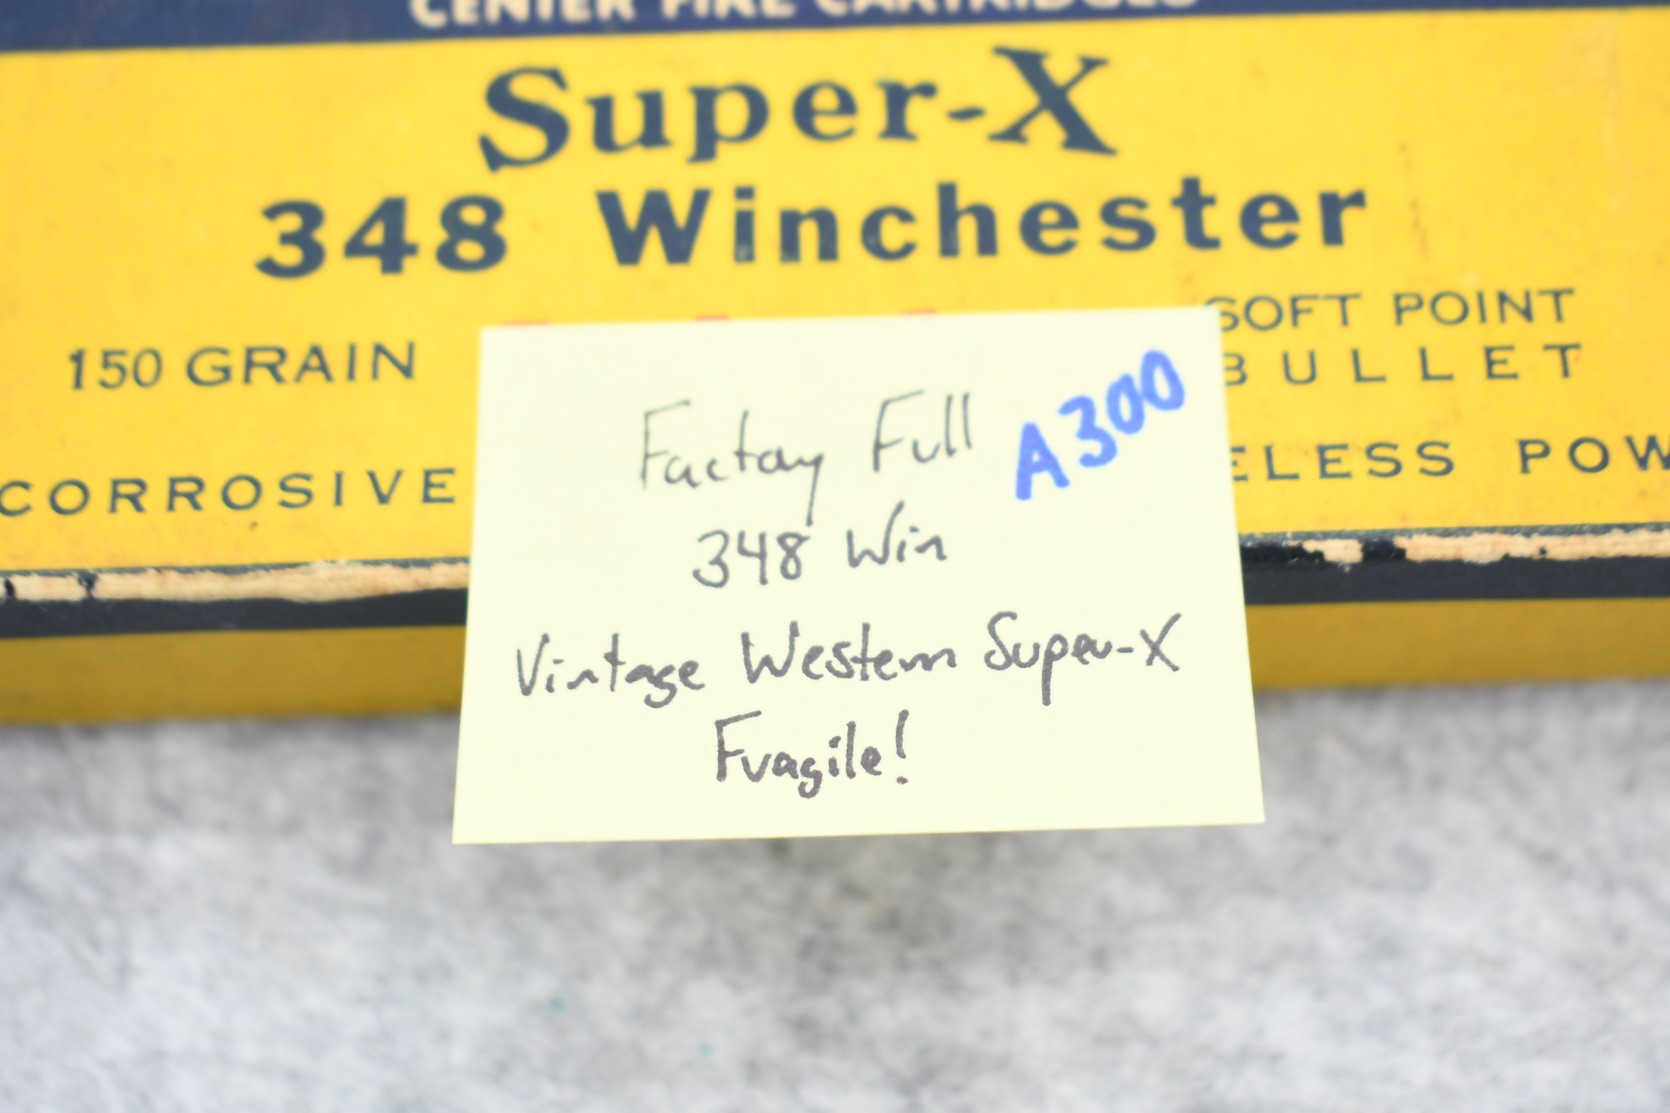 CENTER FIRE CARTRIDGES
Super-X
348 Winchester
150 GRAIN
SOFT POINT
BULLET
CORROSIVE
ELESS POW
Factory Full
A300
348 Win
Vintage Western Super-X
Fragile!